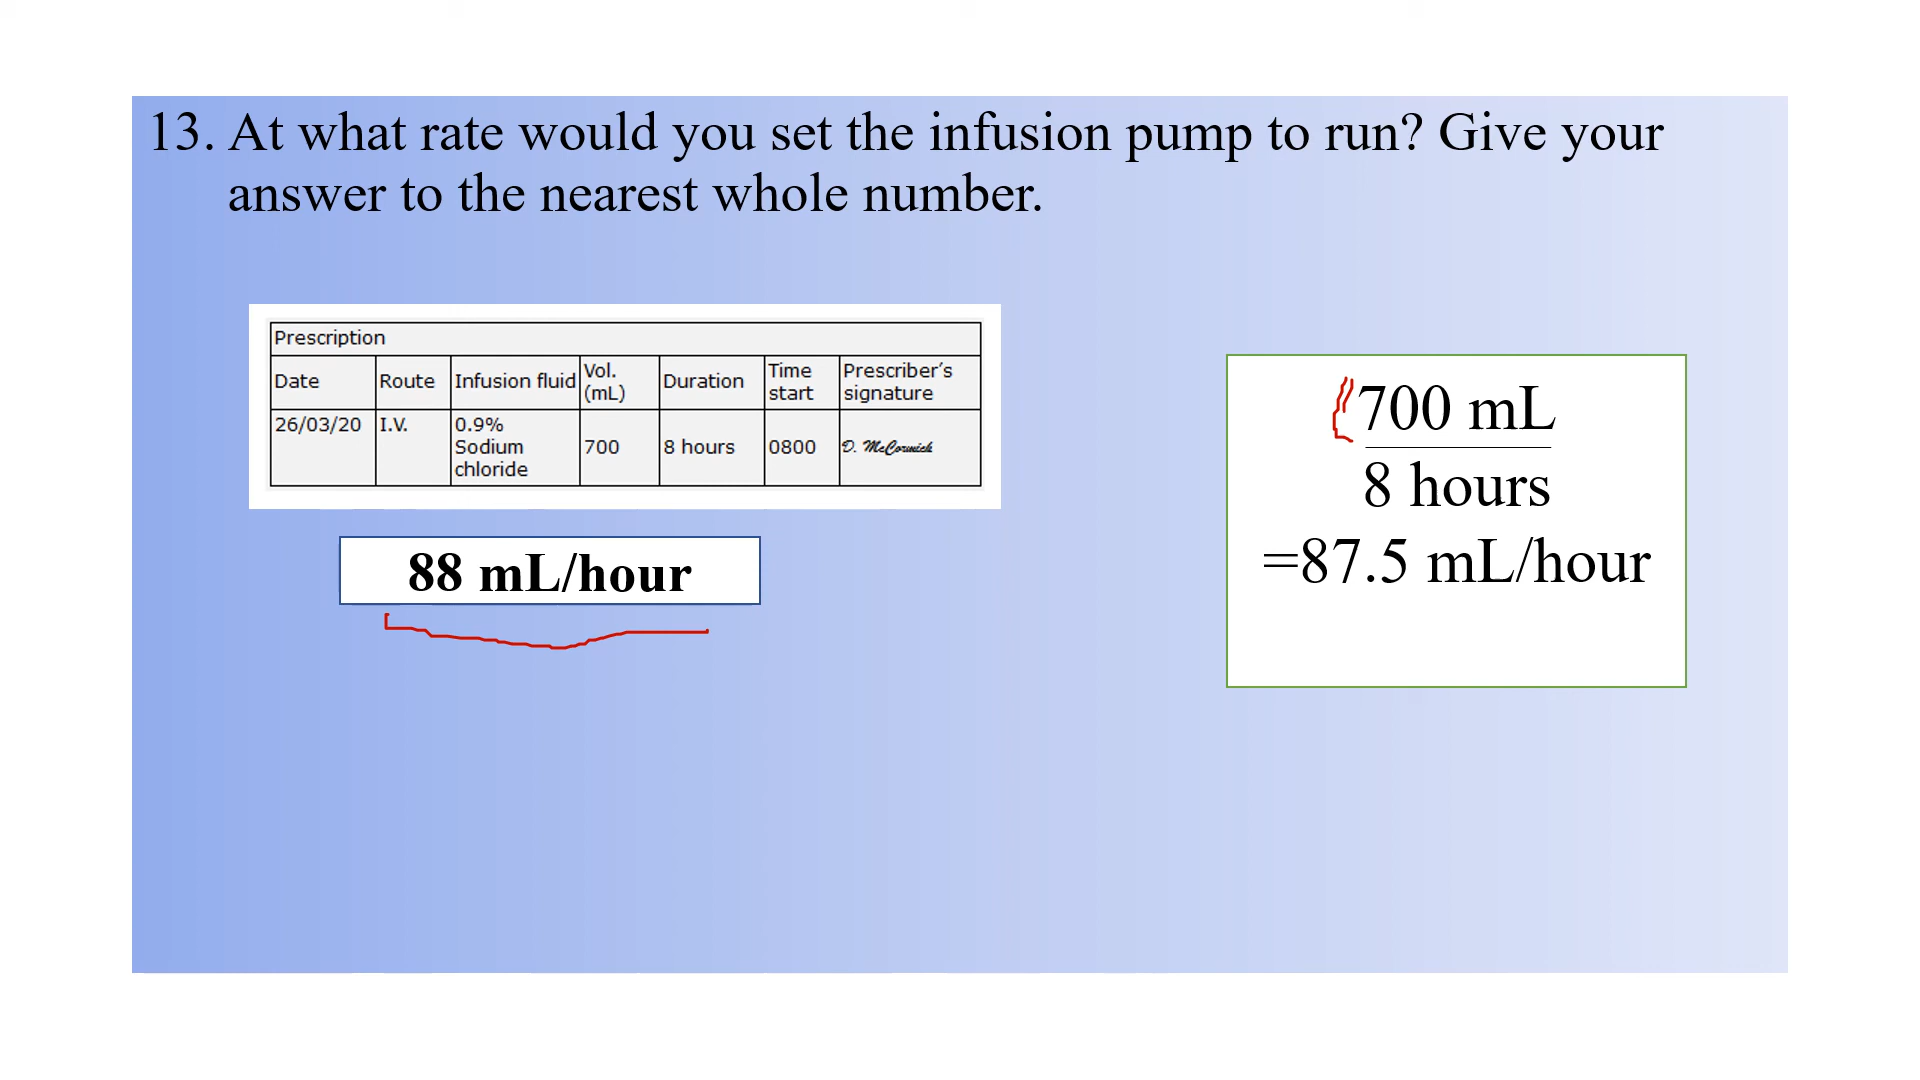 13. At what rate would you set the infusion pump to run? Give your
answer to the nearest whole number.
Prescription
Date Route Infusion fluid Vol. (mL) Duration Time start Prescriber's signature
26/03/20 I.V. 0.9% Sodium chloride 700 8 hours 0800 D. McCormick
88 mL/hour
700 mL
8 hours
=87.5 mL/hour